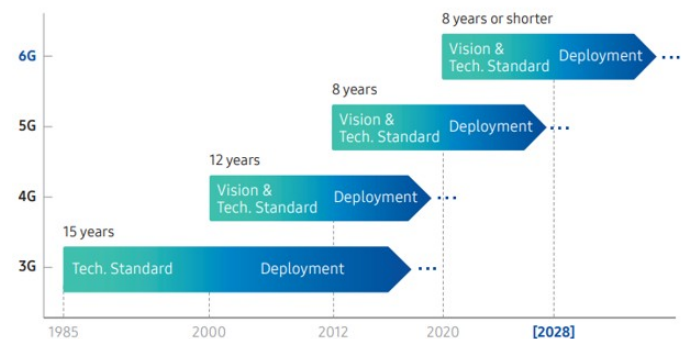 8 years or shorter
6G
Vision &
Tech. Standard
Deployment
8 years
5G
Vision &
Tech. Standard
Deployment
12 years
4G
Vision &
Tech. Standard
Deployment
15 years
3G
Tech. Standard
Deployment
1985
2000
2012
2020
[2028]